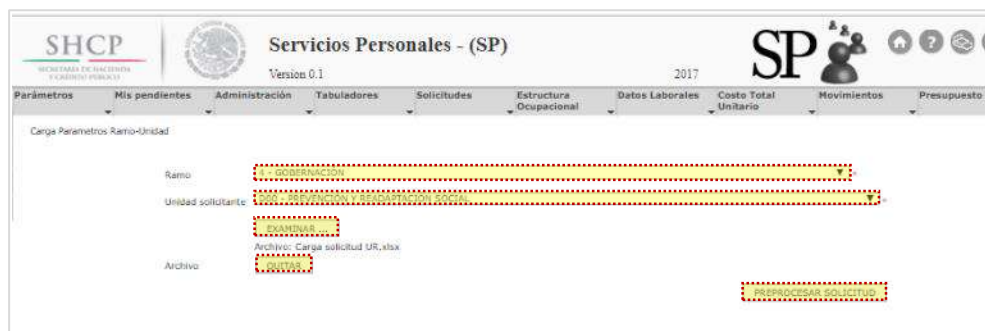 SHCP
SECRETARÍA DE HACIENDA
Y CRÉDITO PÚBLICO
Servicios Personales - (SP)
Version 0.1
2017
SP
Parámetros Mis pendientes Administración Tabuladores Solicitudes Estructura Ocupacional Datos Laborales Costo Total Unitario Movimientos Presupuesto
Carga Parametros Ramo-Unidad
Ramo 4 - GOBERNACIÓN
Unidad solicitante D00 - PREVENCIÓN Y READAPTACIÓN SOCIAL
EXAMINAR ...
Archivo: Carga solicitud UR.xlsx
Archivo QUITAR
PREPROCESAR SOLICITUD